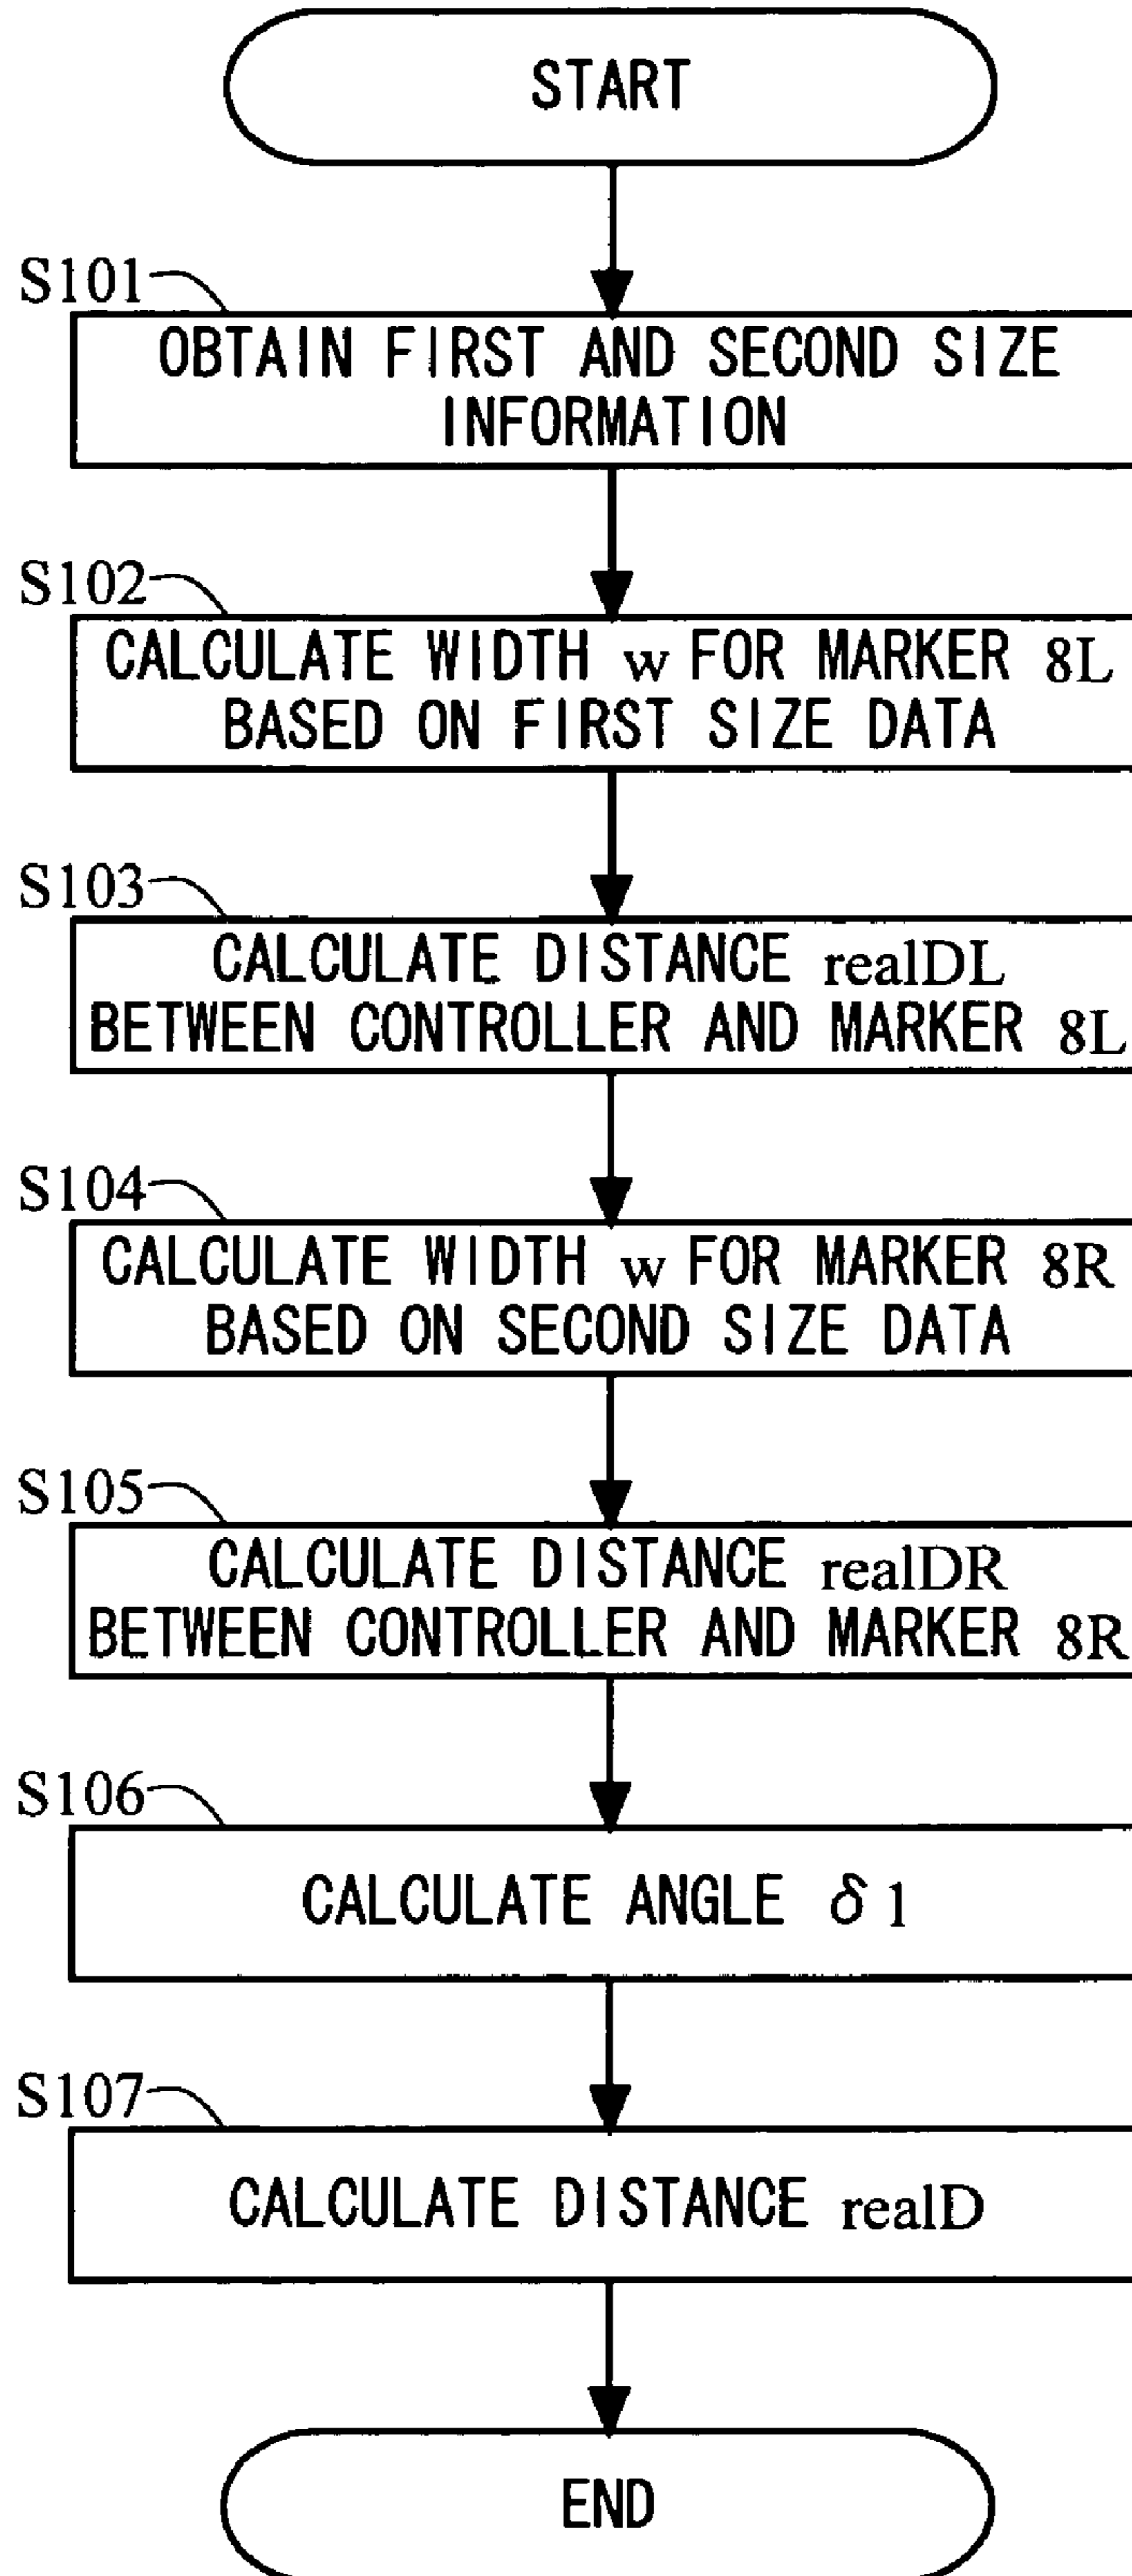 START
S101
OBTAIN FIRST AND SECOND SIZE
INFORMATION
S102
CALCULATE WIDTH w FOR MARKER 8L
BASED ON FIRST SIZE DATA
S103
CALCULATE DISTANCE realDL
BETWEEN CONTROLLER AND MARKER 8L
S104
CALCULATE WIDTH w FOR MARKER 8R
BASED ON SECOND SIZE DATA
S105
CALCULATE DISTANCE realDR
BETWEEN CONTROLLER AND MARKER 8R
S106
CALCULATE ANGLE δ1
S107
CALCULATE DISTANCE realD
END